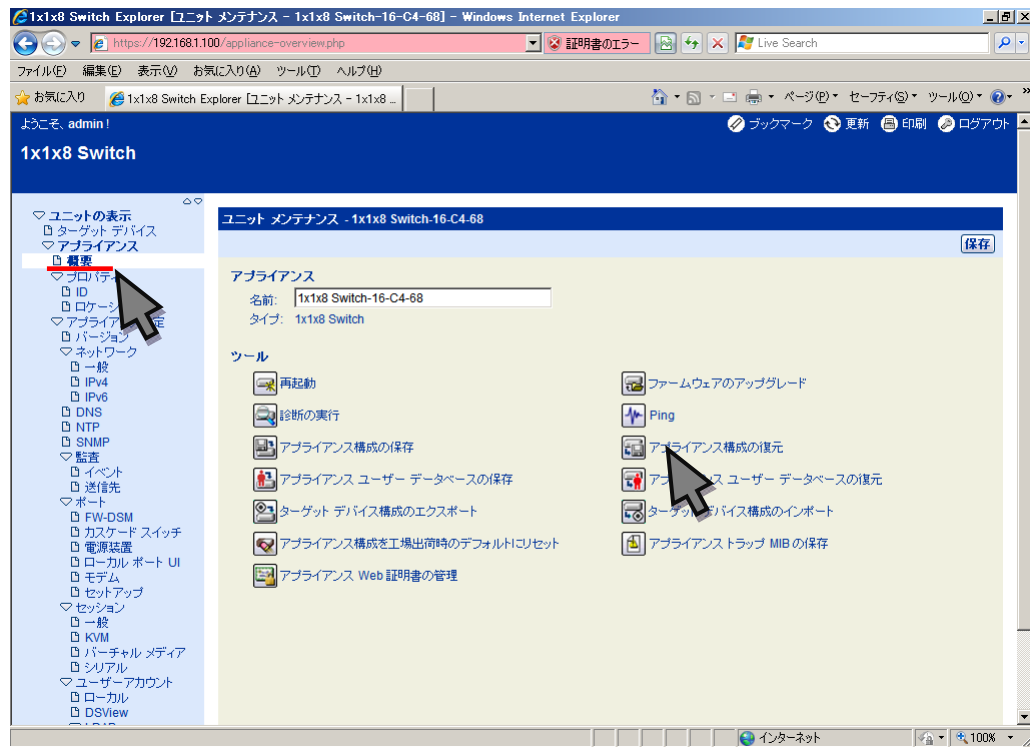 1x1x8 Switch Explorer [ユニット メンテナンス - 1x1x8 Switch-16-C4-68] - Windows Internet Explorer
https://192.168.1.100/appliance-overview.php
証明書のエラー
Live Search
ファイル(F) 編集(E) 表示(V) お気に入り(A) ツール(T) ヘルプ(H)
お気に入り
1x1x8 Switch Explorer [ユニット メンテナンス - 1x1x8 ...
ページ(P) セーフティ(S) ツール(O)
ようこそ、admin !
ブックマーク 更新 印刷 ログアウト
1x1x8 Switch
ユニットの表示
ターゲット デバイス
アプライアンス
概要
プロパティ
ID
ロケーシ
アプライア 定
バージョン
ネットワーク
一般
IPv4
IPv6
DNS
NTP
SNMP
監査
イベント
送信先
ポート
FW-DSM
カスケード スイッチ
電源装置
ローカル ポート UI
モデム
セットアップ
セッション
一般
KVM
バーチャル メディア
シリアル
ユーザーアカウント
ローカル
DSView
ユニット メンテナンス - 1x1x8 Switch-16-C4-68
保存
アプライアンス
名前: 1x1x8 Switch-16-C4-68
タイプ: 1x1x8 Switch
ツール
再起動
ファームウェアのアップグレード
診断の実行
Ping
アプライアンス構成の保存
アプライアンス構成の復元
アプライアンス ユーザー データベースの保存
アプ ス ユーザー データベースの復元
ターゲット デバイス構成のエクスポート
ターゲット デバイス構成のインポート
アプライアンス構成を工場出荷時のデフォルトにリセット
アプライアンス トラップ MIB の保存
アプライアンス Web 証明書の管理
インターネット
100%